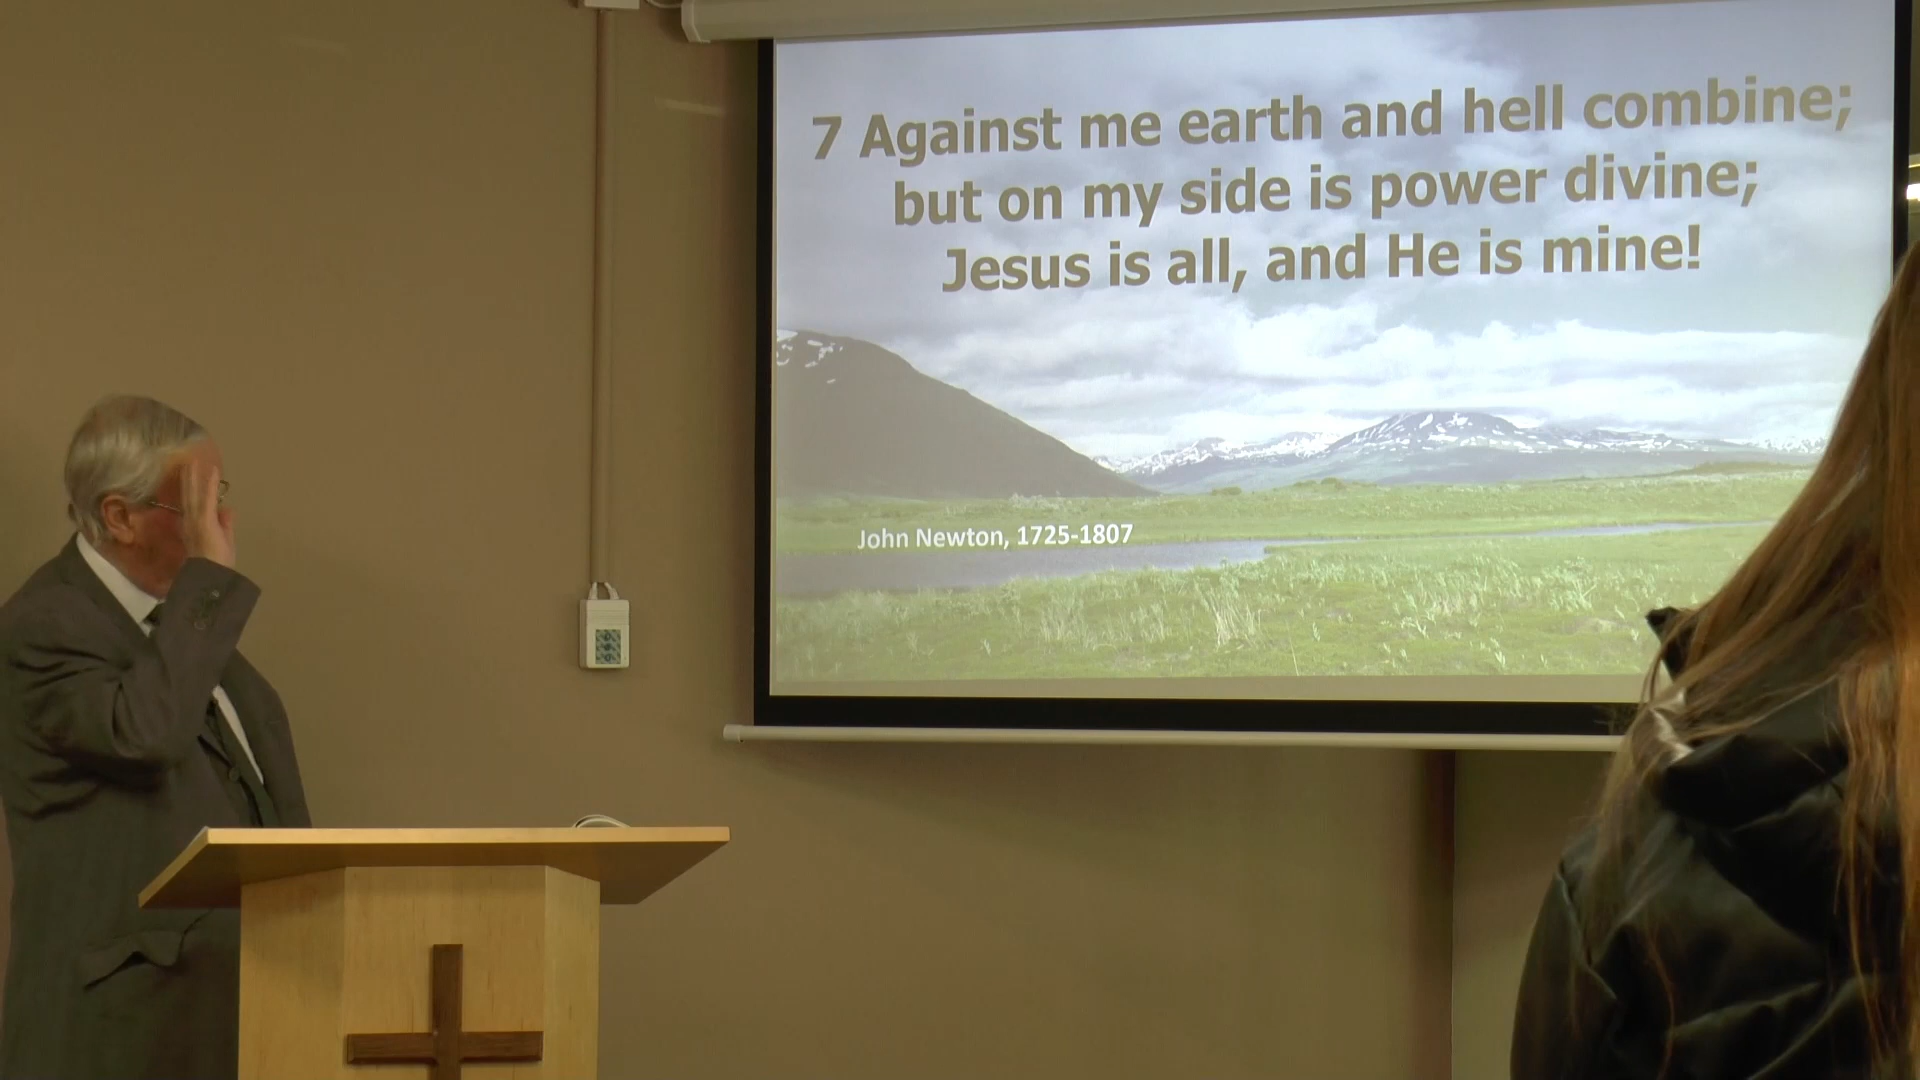 7 Against me earth and hell combine;
but on my side is power divine;
Jesus is all, and He is mine!
John Newton, 1725-1807